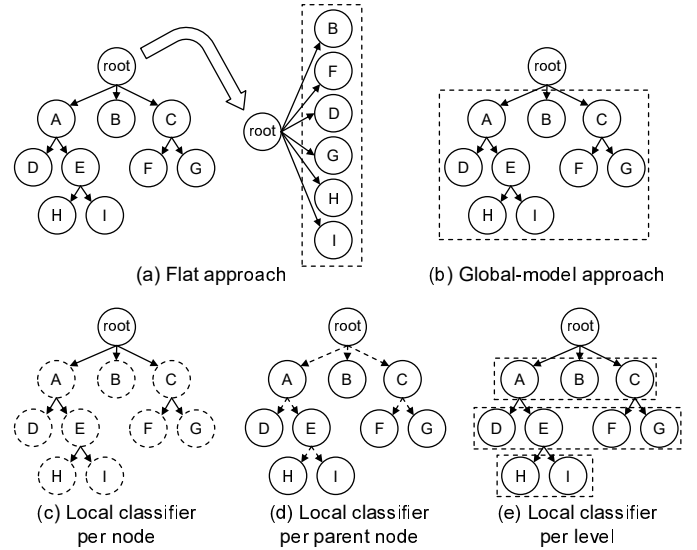 root
A B C
D E F G
H I
root
B
F
D
G
H
I
(a) Flat approach
root
A B C
D E F G
H I
(b) Global-model approach
root
A B C
D E F G
H I
(c) Local classifier
per node
root
A B C
D E F G
H I
(d) Local classifier
per parent node
root
A B C
D E F G
H I
(e) Local classifier
per level